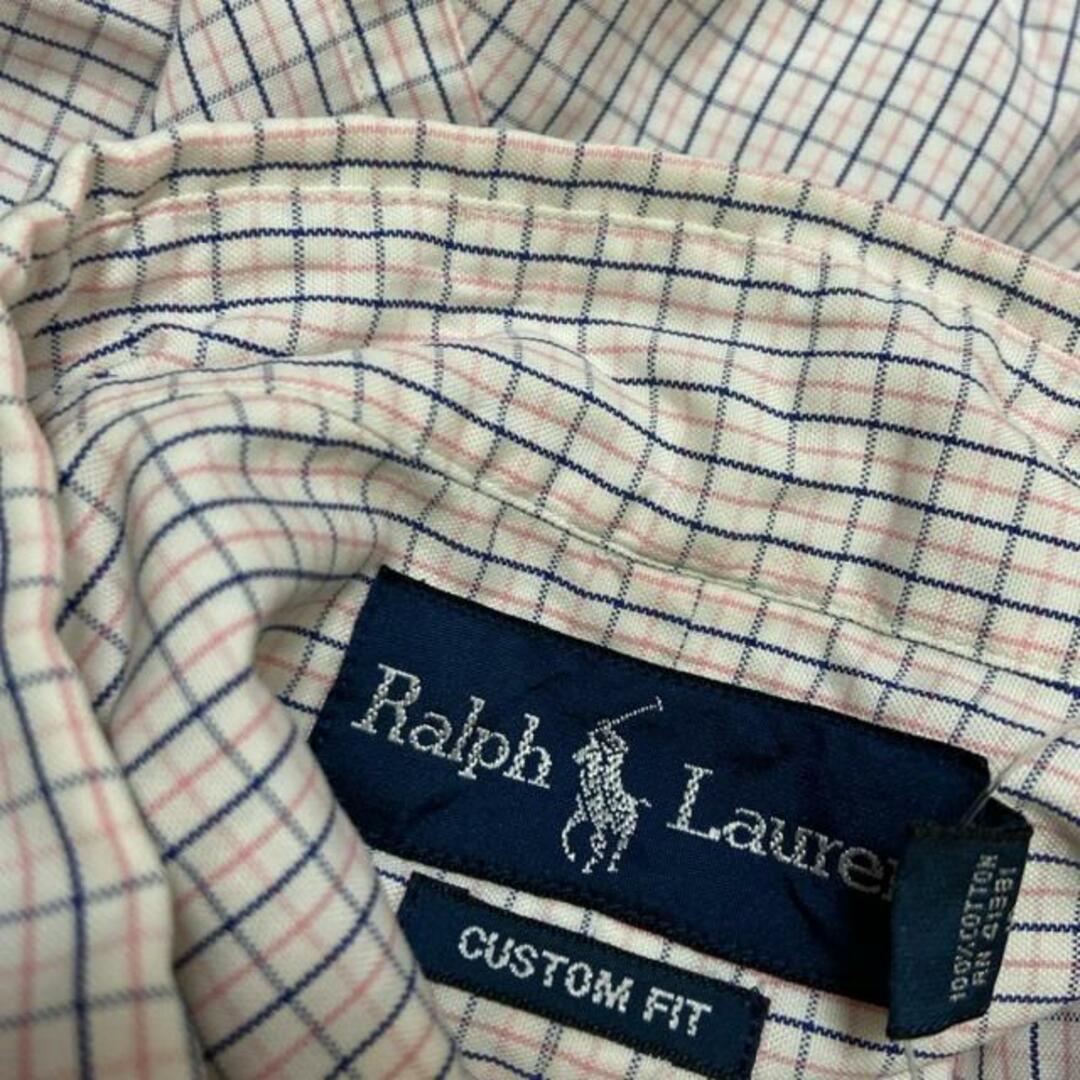 Ralph Lauren
CUSTOM FIT
100%COTTON
RN 41381